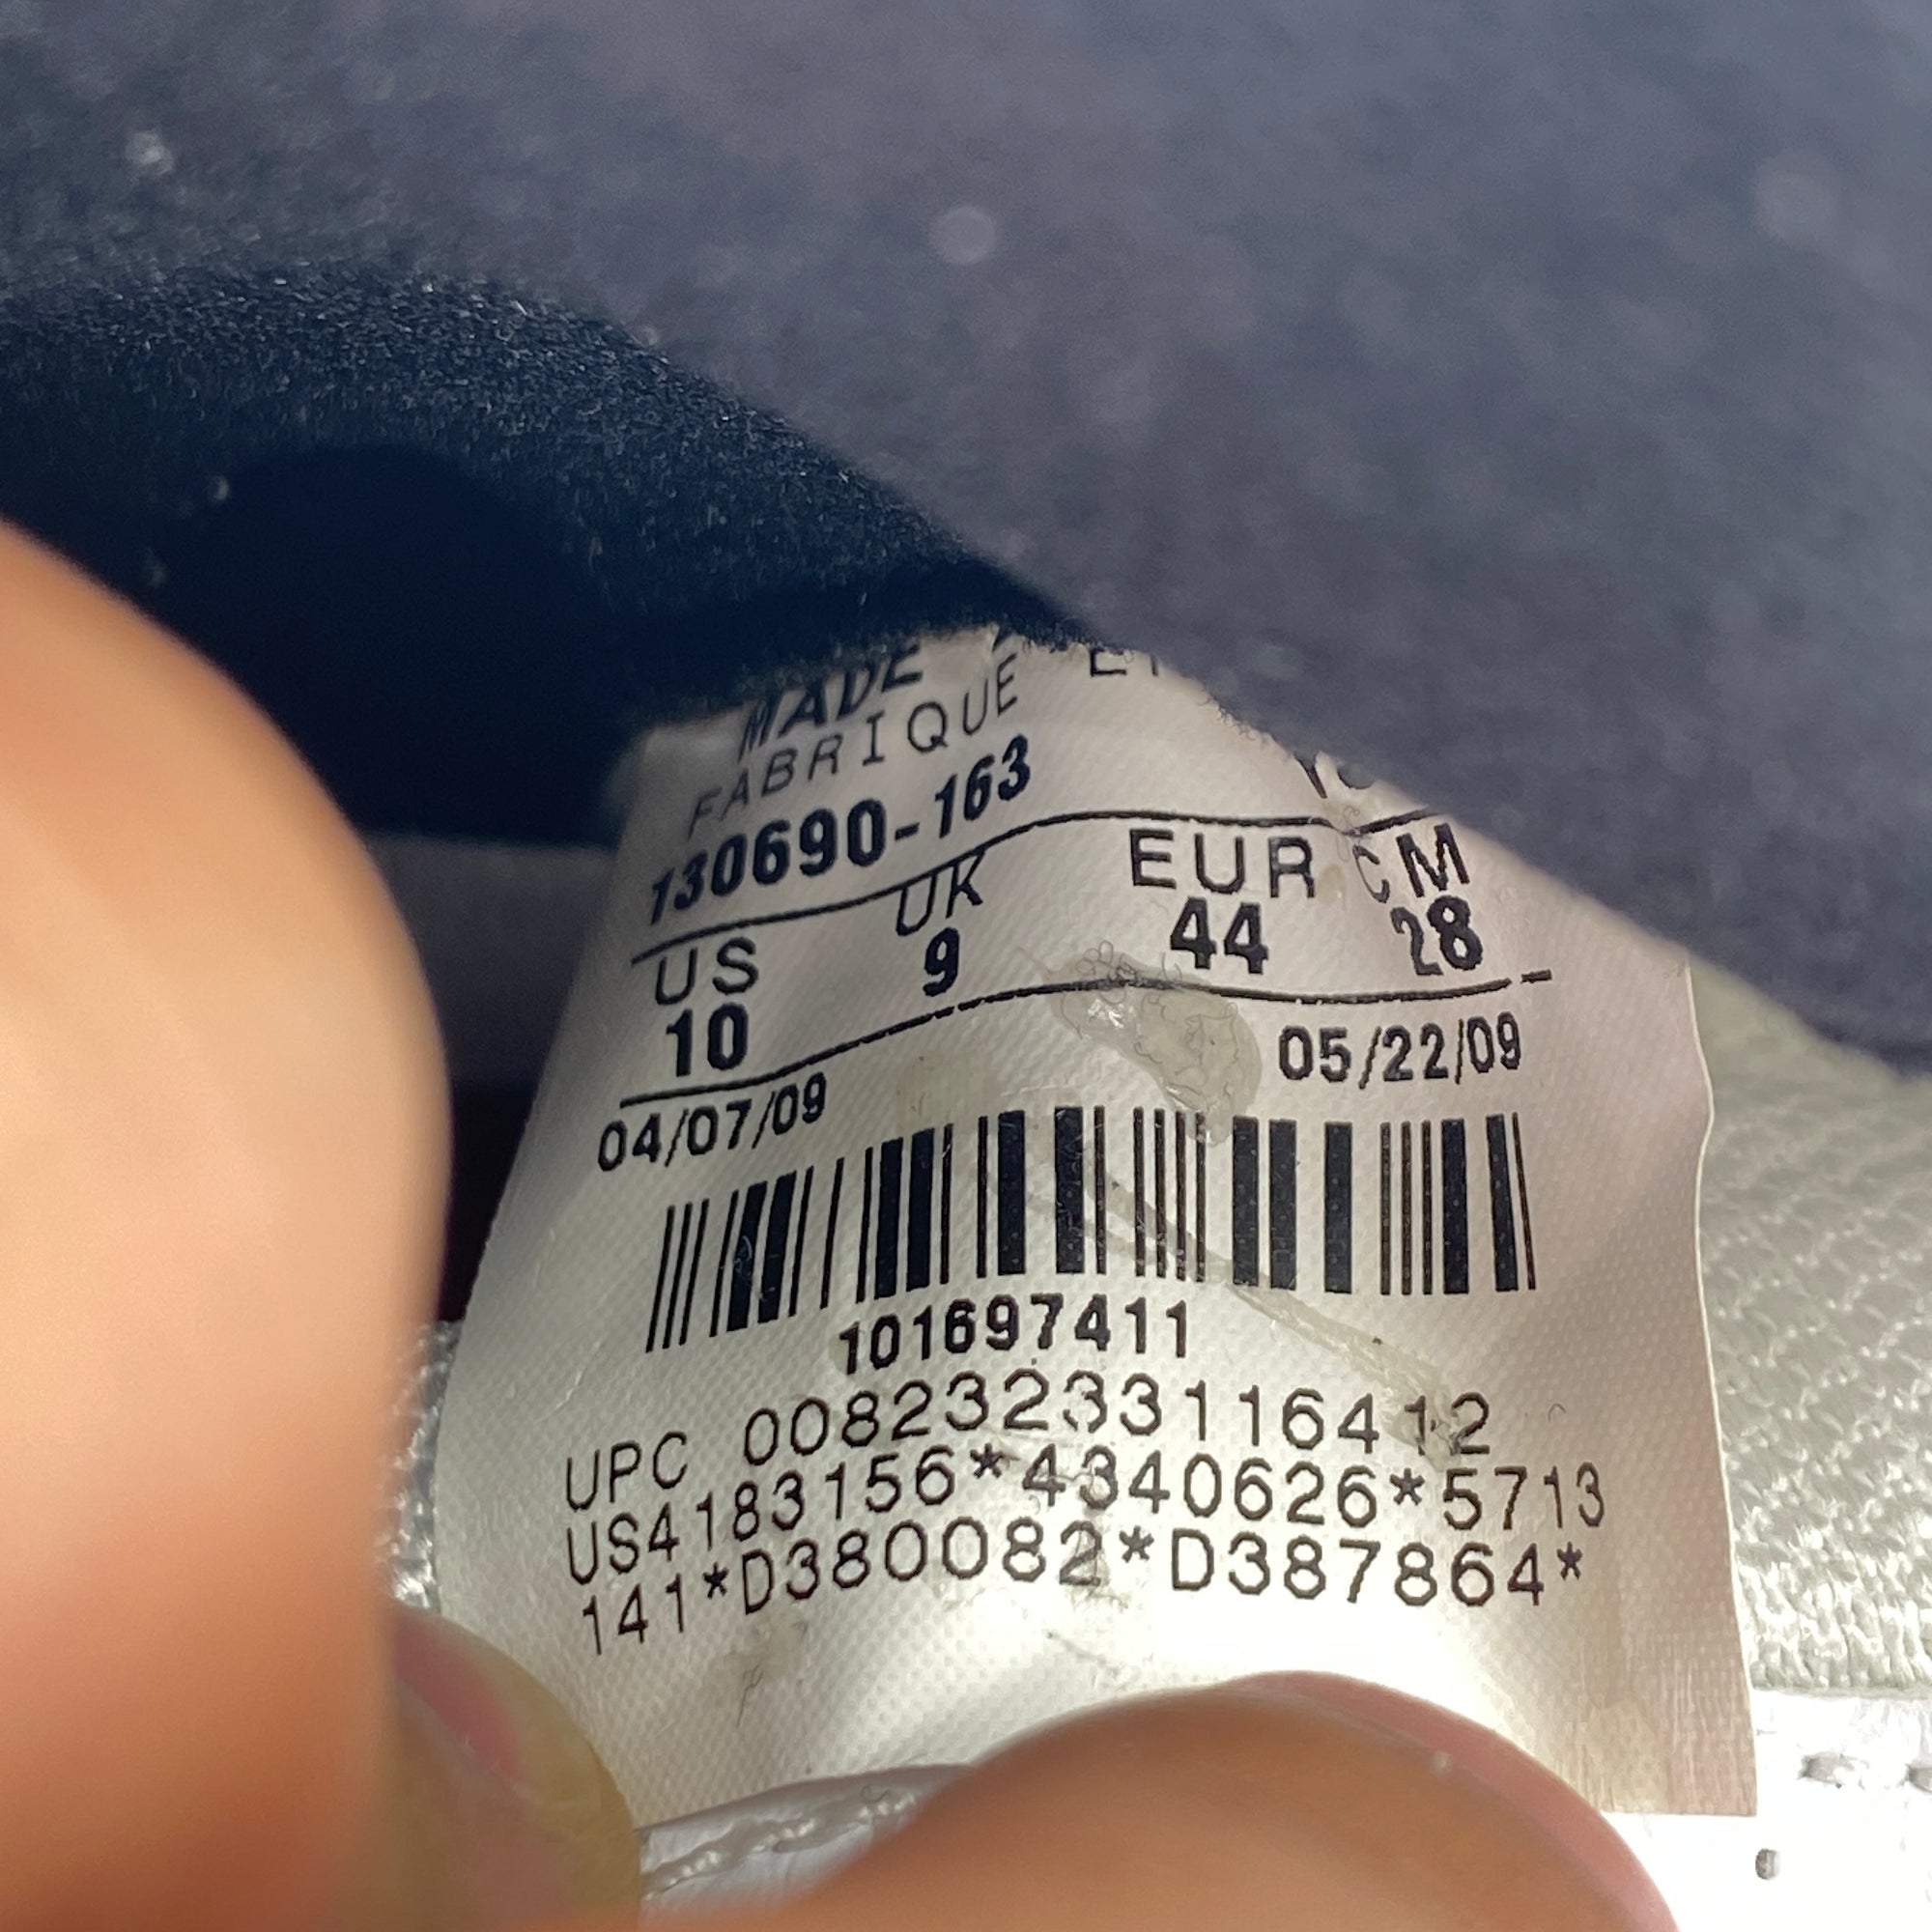 MADE
FABRIQUE
130690-163
US UK EUR CM
10 9 44 28
04/07/09 05/22/09
101697411
UPC 00823233116412
US4183156*4340626*5713
141*D380082*D387864*